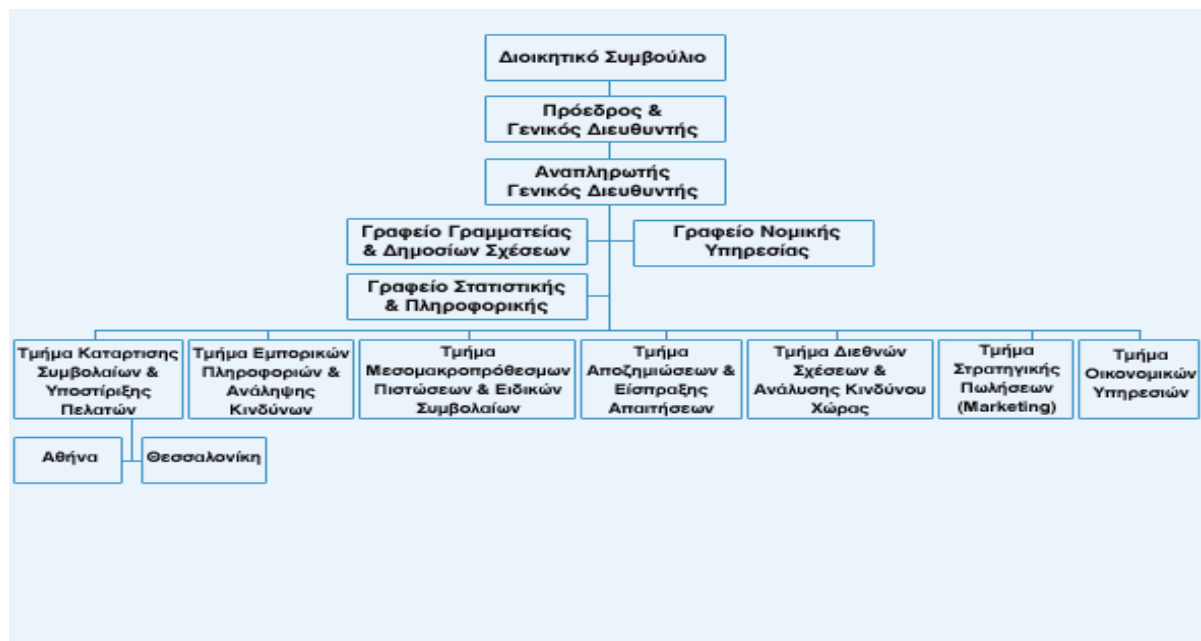 Διοικητικό Συμβούλιο
Πρόεδρος &
Γενικός Διευθυντής
Αναπληρωτής
Γενικός Διευθυντής
Γραφείο Γραμματείας
& Δημοσίων Σχέσεων
Γραφείο Νομικής
Υπηρεσίας
Γραφείο Στατιστικής
& Πληροφορικής
Τμήμα Καταρτισης
Συμβολαίων &
Υποστίριξης
Πελατών
Τμήμα Εμπορικών
Πληροφοριών &
Ανάληψης
Κινδύνων
Τμήμα
Μεσομακροπρόθεσμων
Πιστώσεων & Ειδικών
Συμβολαίων
Τμήμα
Αποζημιώσεων &
Είσπραξης
Απαιτήσεων
Τμήμα Διεθνών
Σχέσεων &
Ανάλυσης Κινδύνου
Χώρας
Τμήμα
Στρατηγικής
Πωλήσεων
(Marketing)
Τμήμα
Οικονομικών
Υπηρεσιών
Αθήνα
Θεσσαλονίκη